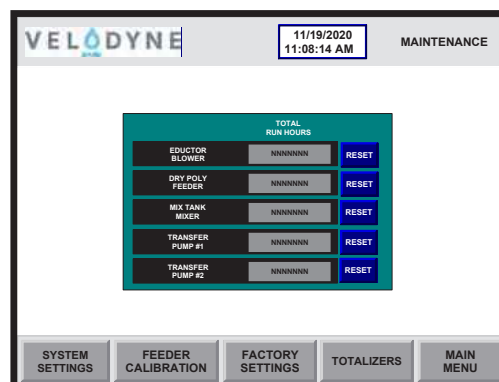 VELODYNE
11/19/2020
11:08:14 AM
MAINTENANCE
TOTAL
RUN HOURS
EDUCTOR
BLOWER
NNNNNNN
RESET
DRY POLY
FEEDER
NNNNNNN
RESET
MIX TANK
MIXER
NNNNNNN
RESET
TRANSFER
PUMP #1
NNNNNNN
RESET
TRANSFER
PUMP #2
NNNNNNN
RESET
SYSTEM
SETTINGS
FEEDER
CALIBRATION
FACTORY
SETTINGS
TOTALIZERS
MAIN
MENU